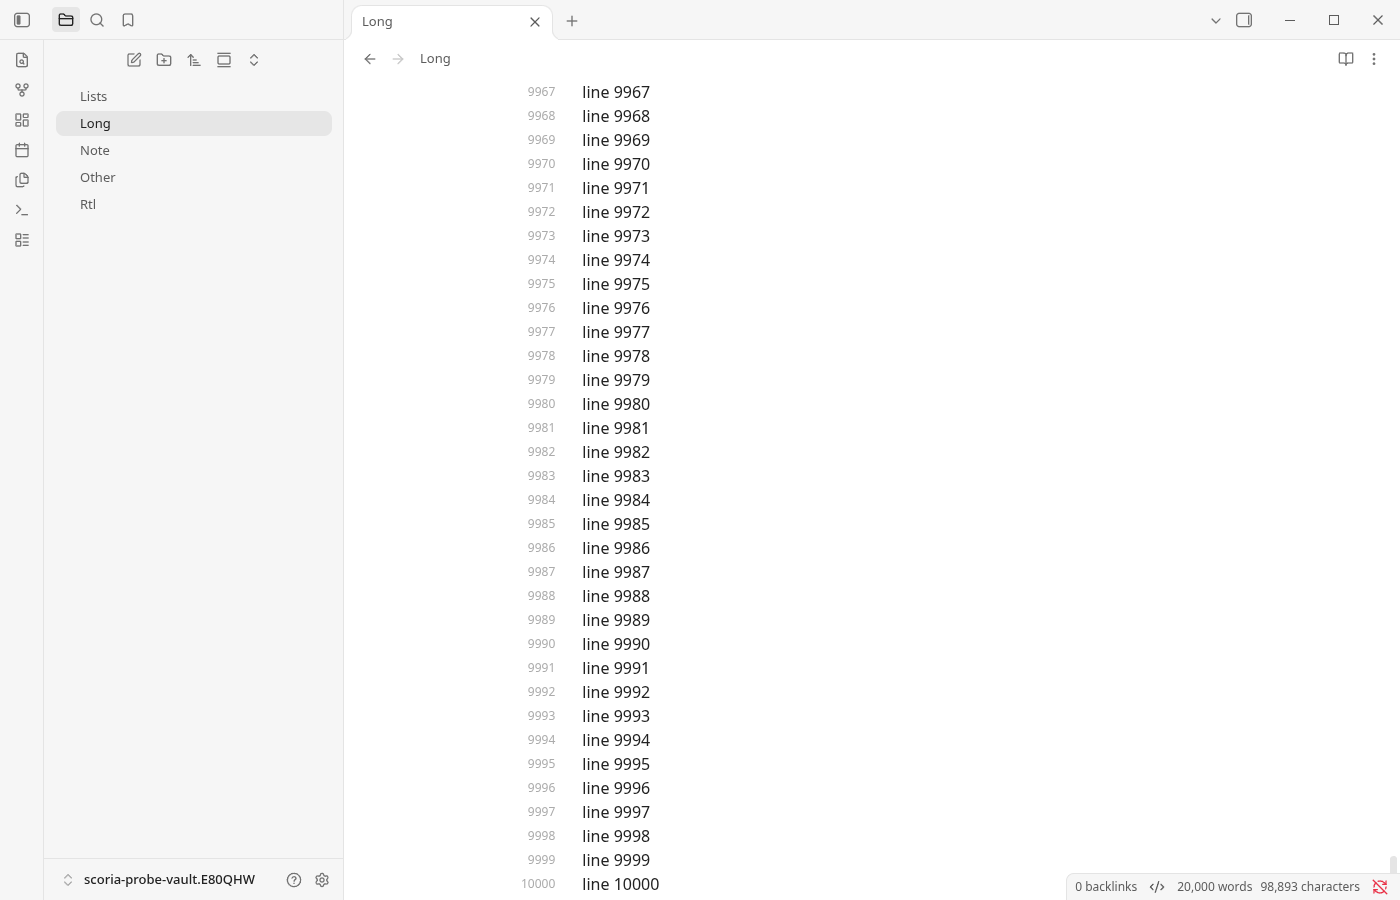 Long
Long
Lists
Long
Note
Other
Rtl
9967 line 9967
9968 line 9968
9969 line 9969
9970 line 9970
9971 line 9971
9972 line 9972
9973 line 9973
9974 line 9974
9975 line 9975
9976 line 9976
9977 line 9977
9978 line 9978
9979 line 9979
9980 line 9980
9981 line 9981
9982 line 9982
9983 line 9983
9984 line 9984
9985 line 9985
9986 line 9986
9987 line 9987
9988 line 9988
9989 line 9989
9990 line 9990
9991 line 9991
9992 line 9992
9993 line 9993
9994 line 9994
9995 line 9995
9996 line 9996
9997 line 9997
9998 line 9998
9999 line 9999
10000 line 10000
scoria-probe-vault.E80QHW
0 backlinks 20,000 words 98,893 characters